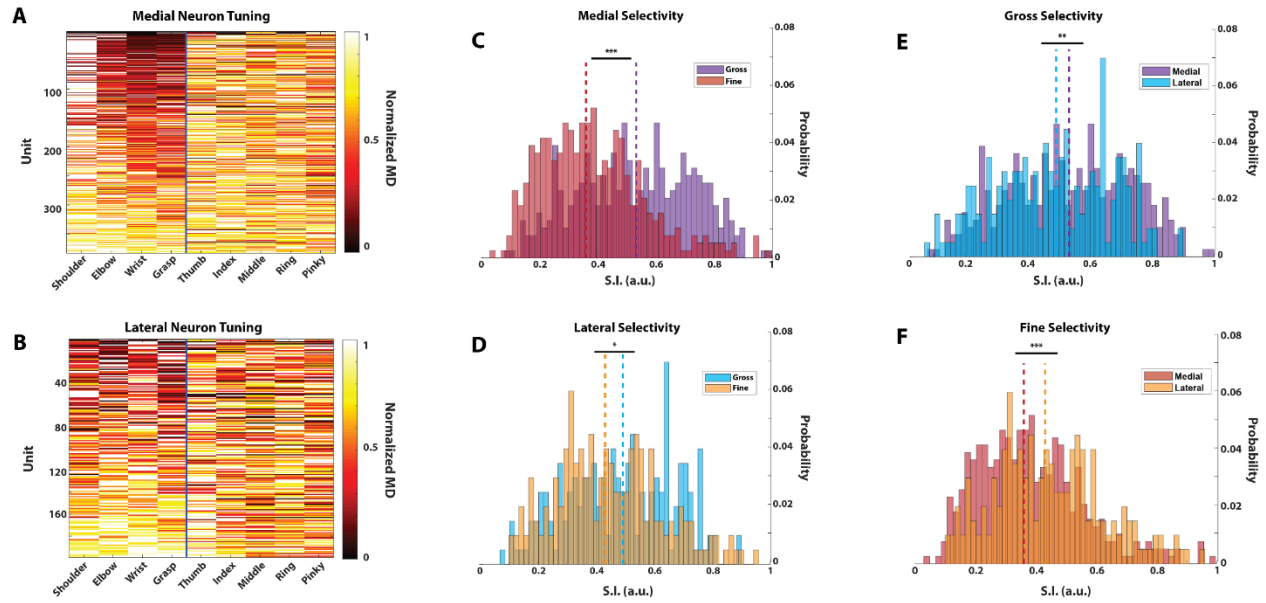 A
Medial Neuron Tuning
Unit
100
200
300
Shoulder
Elbow
Wrist
Grasp
Thumb
Index
Middle
Ring
Pinky
1
0.5
0
Normalized MD
B
Lateral Neuron Tuning
Unit
40
80
120
160
Shoulder
Elbow
Wrist
Grasp
Thumb
Index
Middle
Ring
Pinky
1
0.5
0
Normalized MD
C
Medial Selectivity
***
Gross
Fine
0.08
0.06
0.04
0.02
0
Probability
0
0.2
0.4
0.6
0.8
1
S.I. (a.u.)
D
Lateral Selectivity
*
Gross
Fine
0.08
0.06
0.04
0.02
0
Probability
0
0.2
0.4
0.6
0.8
1
S.I. (a.u.)
E
Gross Selectivity
**
Medial
Lateral
0.08
0.06
0.04
0.02
0
Probability
0
0.2
0.4
0.6
0.8
1
S.I. (a.u.)
F
Fine Selectivity
***
Medial
Lateral
0.08
0.06
0.04
0.02
0
Probability
0
0.2
0.4
0.6
0.8
1
S.I. (a.u.)